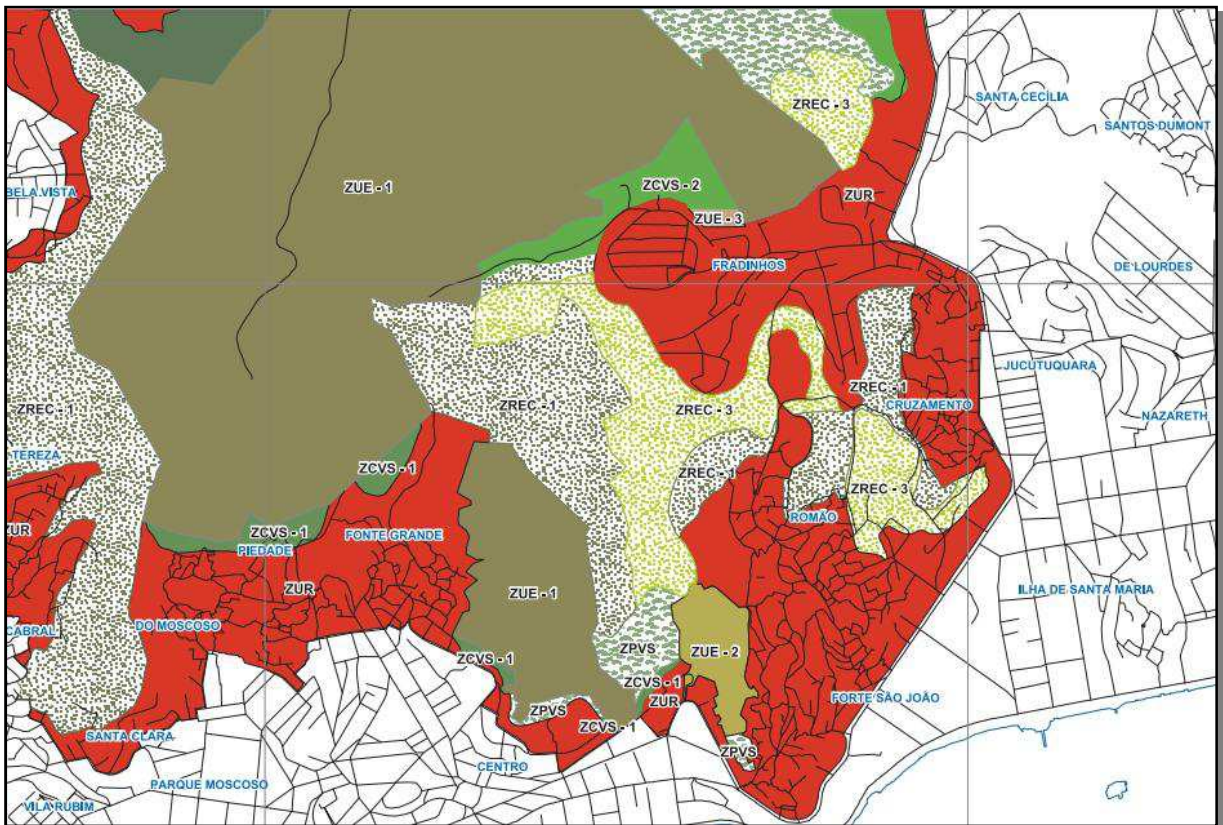 SANTA CECÍLIA
ZREC - 3
SANTOS DUMONT
ZUE - 1
ZCVS - 2
BELA VISTA
ZUR
ZUE - 3
FRADINHOS
DE LOURDES
JUCUTUQUARA
ZREC - 1
ZREC - 1
CRUZAMENTO
ZREC - 1
ZREC - 3
NAZARETH
TEREZA
ZCVS - 1
ZREC - 1
ZREC - 3
ROMÃO
ZUR
ZCVS - 1
FONTE GRANDE
PIEDADE
ZUR
ZUE - 1
ILHA DE SANTA MARIA
CABRAL
DO MOSCOSO
ZPVS
ZUE - 2
ZCVS - 1
ZCVS - 1
ZUR
FORTE SÃO JOÃO
ZPVS
ZCVS - 1
SANTA CLARA
ZPVS
CENTRO
PARQUE MOSCOSO
VILA RUBIM